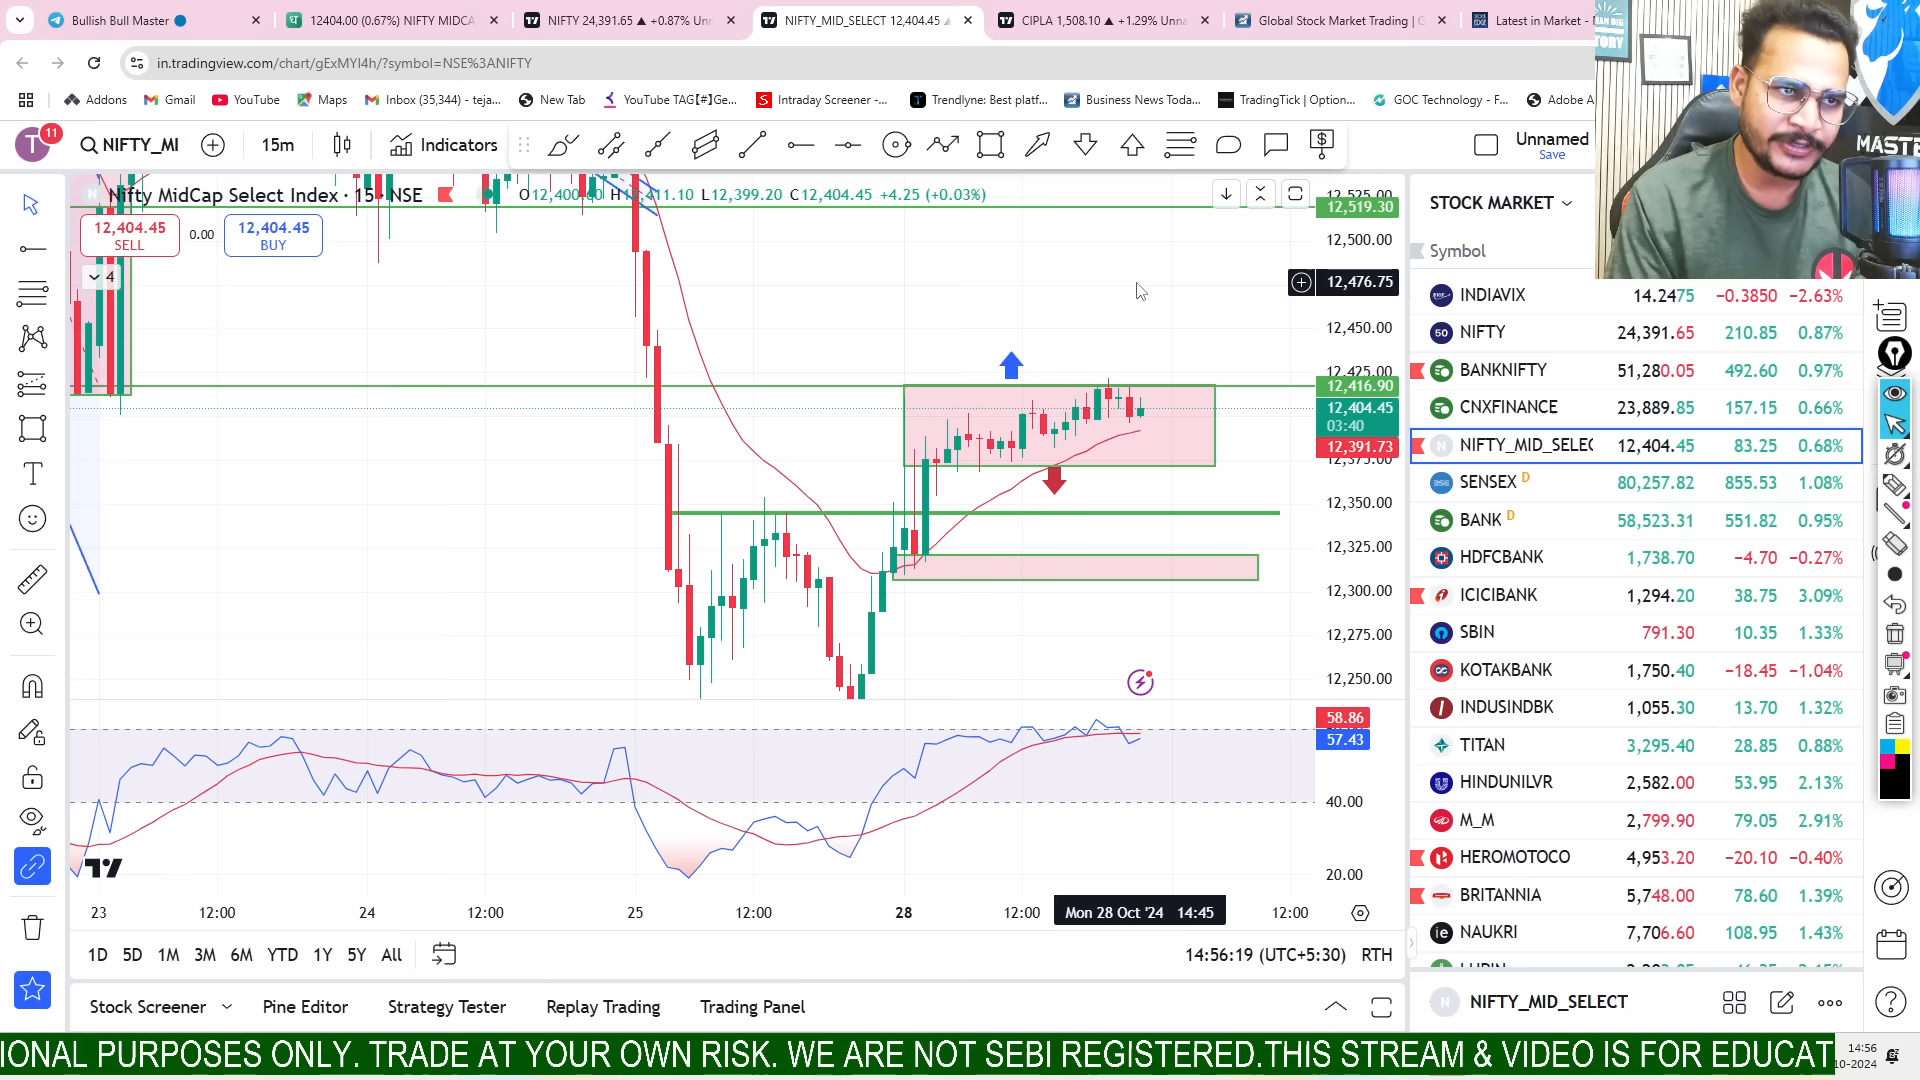 Bullish Bull Master
12404.00 (0.67%) NIFTY MIDCA
NIFTY 24,391.65 ▲ +0.87% Unn
NIFTY_MID_SELECT 12,404.45
CIPLA 1,508.10 ▲ +1.29% Unna
Global Stock Market Trading | G
Latest in Market -
in.tradingview.com/chart/gExMYI4h/?symbol=NSE%3ANIFTY
Addons
Gmail
YouTube
Maps
Inbox (35,344) - teja...
New Tab
YouTube TAG【#】Ge...
Intraday Screener -...
Trendlyne: Best platf...
Business News Toda...
TradingTick | Option...
GOC Technology - F...
Adobe A
T 11
NIFTY_MI
15m
Indicators
Unnamed
Save
MASTE
Nifty MidCap Select Index · 15 · NSE
H
L12,399.20 C12,404.45 +4.25 (+0.03%)
12,404.45
SELL
0.00
12,404.45
BUY
4
12,525.00
12,519.30
12,500.00
12,476.75
12,450.00
12,425.00
12,416.90
12,404.45
03:40
12,391.73
12,375.00
12,350.00
12,325.00
12,300.00
12,275.00
12,250.00
58.86
57.43
40.00
20.00
23
12:00
24
12:00
25
12:00
28
12:00
Mon 28 Oct '24 14:45
12:00
1D 5D 1M 3M 6M YTD 1Y 5Y All
14:56:19 (UTC+5:30) RTH
Stock Screener
Pine Editor
Strategy Tester
Replay Trading
Trading Panel
STOCK MARKET
Symbol
INDIAVIX 14.2475 −0.3850 −2.63%
NIFTY 24,391.65 210.85 0.87%
BANKNIFTY 51,280.05 492.60 0.97%
CNXFINANCE 23,889.85 157.15 0.66%
NIFTY_MID_SELEC 12,404.45 83.25 0.68%
SENSEX D 80,257.82 855.53 1.08%
BANK D 58,523.31 551.82 0.95%
HDFCBANK 1,738.70 −4.70 −0.27%
ICICIBANK 1,294.20 38.75 3.09%
SBIN 791.30 10.35 1.33%
KOTAKBANK 1,750.40 −18.45 −1.04%
INDUSINDBK 1,055.30 13.70 1.32%
TITAN 3,295.40 28.85 0.88%
HINDUNILVR 2,582.00 53.95 2.13%
M_M 2,799.90 79.05 2.91%
HEROMOTOCO 4,953.20 −20.10 −0.40%
BRITANNIA 5,748.00 78.60 1.39%
NAUKRI 7,706.60 108.95 1.43%
NIFTY_MID_SELECT
IONAL PURPOSES ONLY. TRADE AT YOUR OWN RISK. WE ARE NOT SEBI REGISTERED.THIS STREAM & VIDEO IS FOR EDUCAT
14:56
10-2024